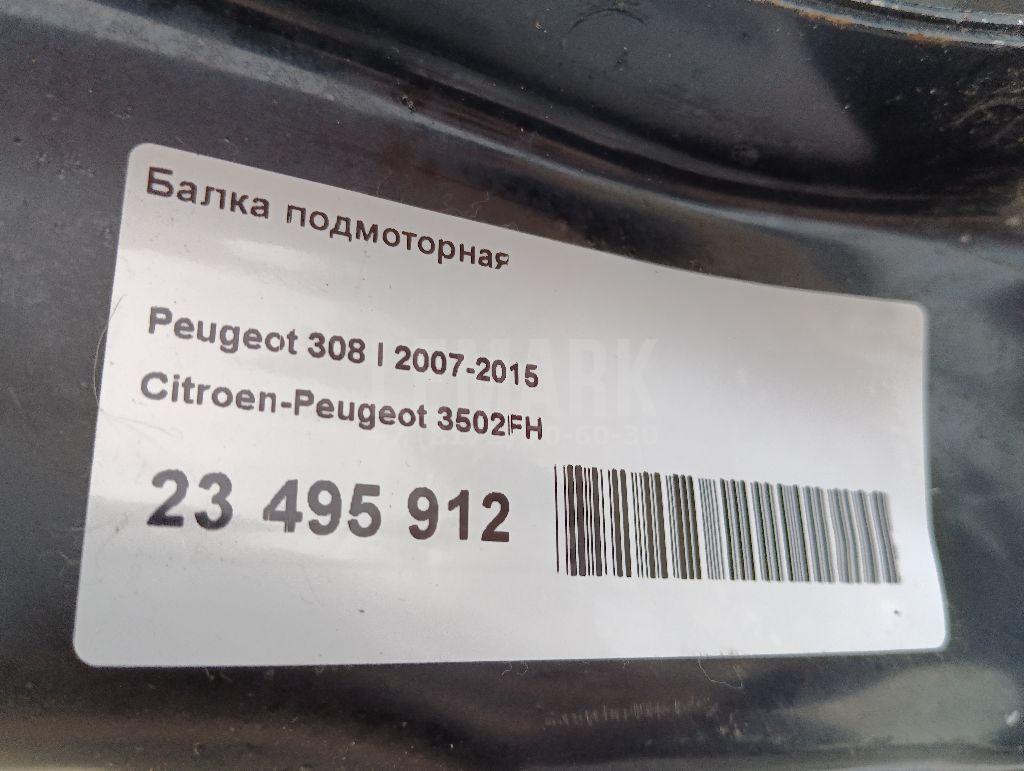 Балка подмоторная
Peugeot 308 I 2007-2015
Citroen-Peugeot 3502FH
23 495 912